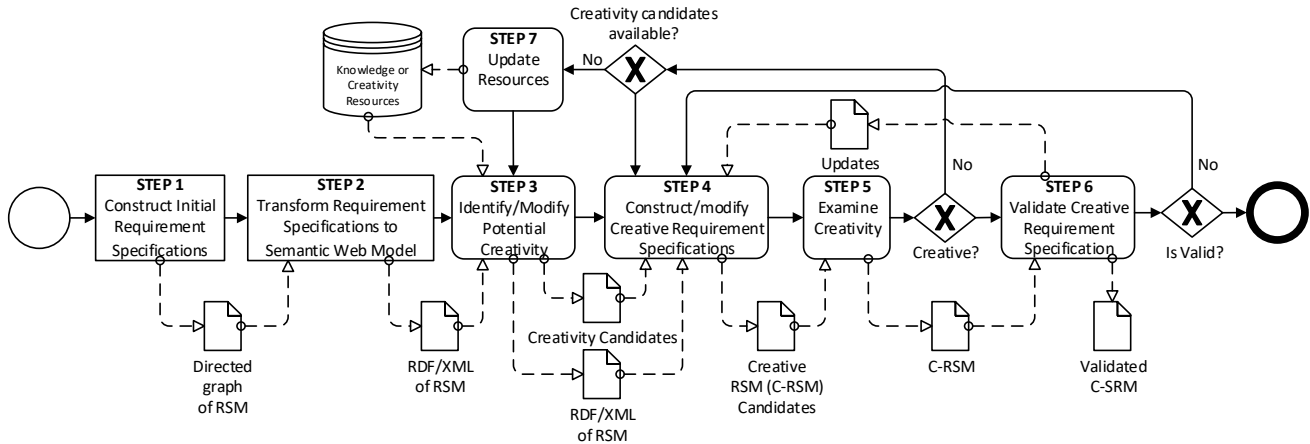 Creativity candidates
available?
STEP 7
Update
Resources
No
X
Knowledge or
Creativity
Resources
Updates
No
No
STEP 1
Construct Initial
Requirement
Specifications
STEP 2
Transform Requirement
Specifications to
Semantic Web Model
STEP 3
Identify/Modify
Potential
Creativity
STEP 4
Construct/modify
Creative Requirement
Specifications
STEP 5
Examine
Creativity
X
Creative?
STEP 6
Validate Creative
Requirement
Specification
X
Is Valid?
Directed
graph
of RSM
RDF/XML
of RSM
Creativity Candidates
RDF/XML
of RSM
Creative
RSM (C-RSM)
Candidates
C-RSM
Validated
C-SRM